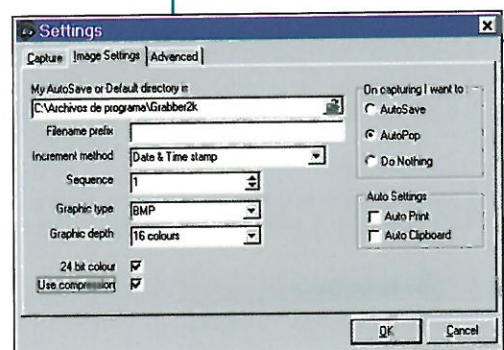 Settings
Capture Image Settings Advanced
My AutoSave or Default directory is
C:\Archivos de programa\Grabber2k
Filename prefix
Increment method Date & Time stamp
Sequence 1
Graphic type BMP
Graphic depth 16 colours
24 bit colour
Use compression
On capturing I want to :
AutoSave
AutoPop
Do Nothing
Auto Settings
Auto Print
Auto Clipboard
OK Cancel